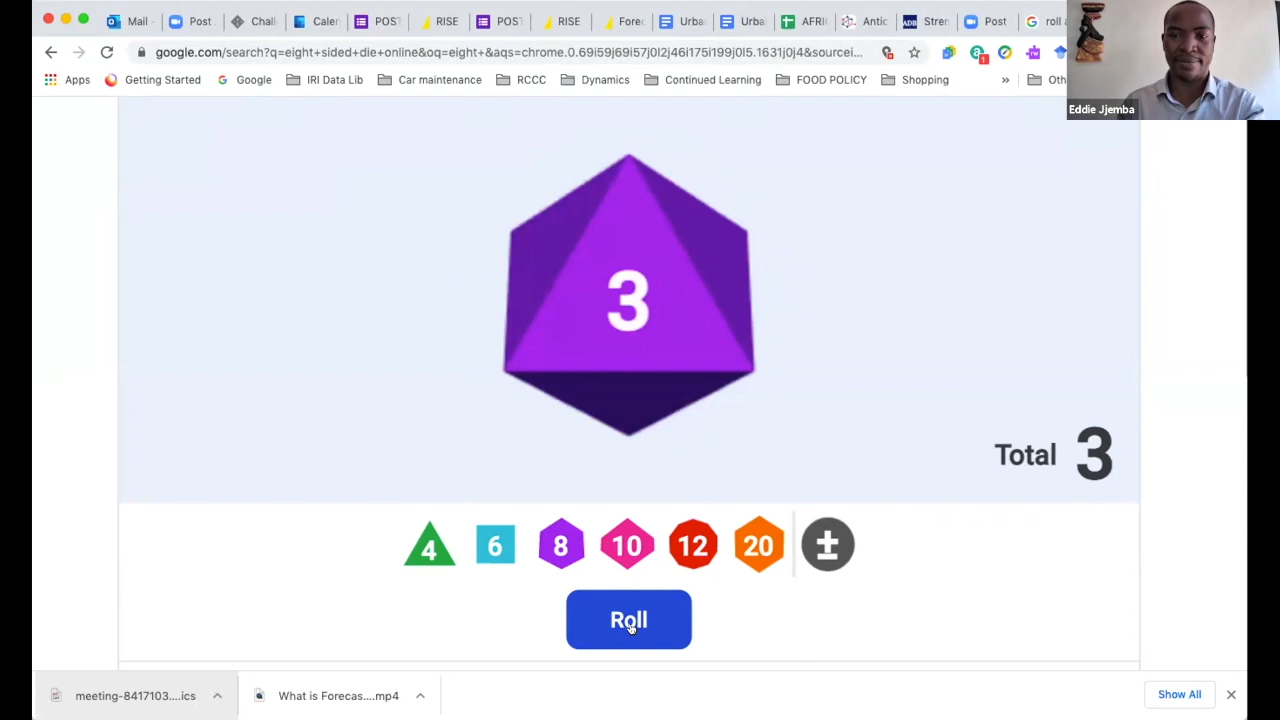 Mail - Post Chall Calen POST RISE POST RISE Forec Urba Urba AFRI Antic Stren Post roll a
google.com/search?q=eight+sided+die+online&oq=eight+&aqs=chrome.0.69i59j69i57j0l2j46i175i199j0l5.1631j0j4&sourcei...
Apps Getting Started Google IRI Data Lib Car maintenance RCCC Dynamics Continued Learning FOOD POLICY Shopping » Oth
Eddie Jjemba
3
Total 3
4 6 8 10 12 20 ±
Roll
meeting-8417103....ics What is Forecas....mp4 Show All